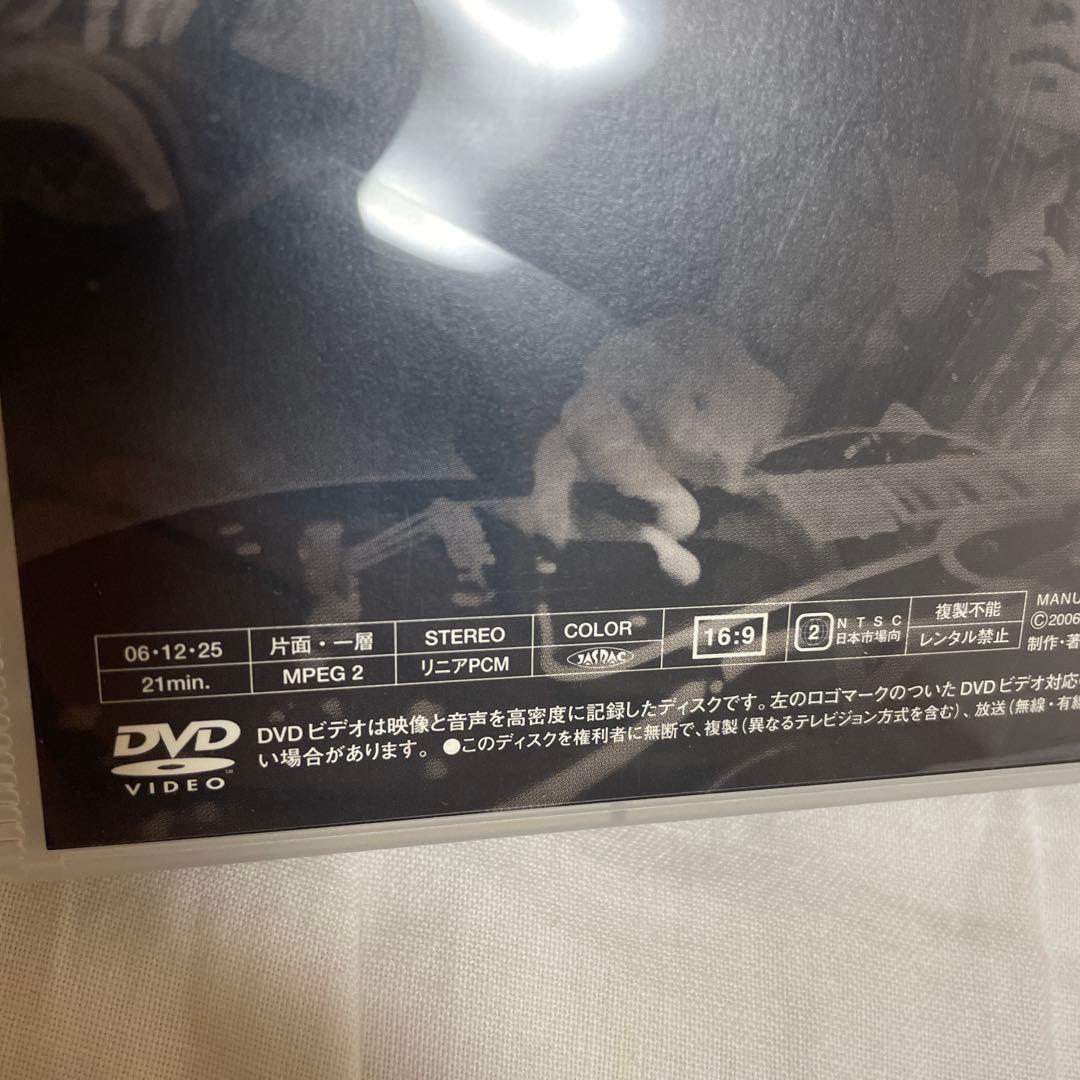 06・12・25
片面・一層
STEREO
COLOR
16:9
2
NTSC
日本市場向
複製不能
MANU
21min.
MPEG 2
リニアPCM
JASRAC
レンタル禁止
Ⓒ2006
制作・著
DVD
VIDEO
DVDビデオは映像と音声を高密度に記録したディスクです。左のロゴマークのついたDVDビデオ対応
い場合があります。 ●このディスクを権利者に無断で、複製(異なるテレビジョン方式を含む)、放送(無線・有線